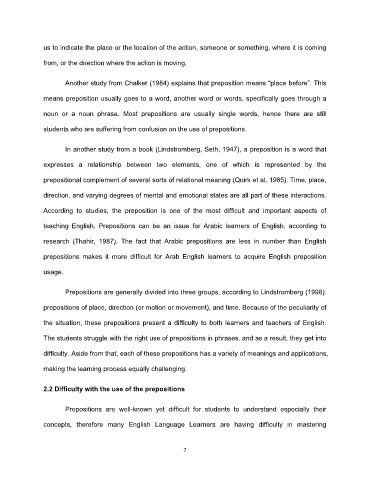 us to indicate the place or the location of the action, someone or something, where it is coming
from, or the direction where the action is moving.
Another study from Chalker (1984) explains that preposition means “place before”. This
means preposition usually goes to a word, another word or words, specifically goes through a
noun or a noun phrase. Most prepositions are usually single words, hence there are still
students who are suffering from confusion on the use of prepositions.
In another study from a book (Lindstromberg, Seth, 1947), a preposition is a word that
expresses a relationship between two elements, one of which is represented by the
prepositional complement of several sorts of relational meaning (Quirk et al, 1985). Time, place,
direction, and varying degrees of mental and emotional states are all part of these interactions.
According to studies, the preposition is one of the most difficult and important aspects of
teaching English. Prepositions can be an issue for Arabic learners of English, according to
research (Thahir, 1987). The fact that Arabic prepositions are less in number than English
prepositions makes it more difficult for Arab English learners to acquire English preposition
usage.
Prepositions are generally divided into three groups, according to Lindstromberg (1998):
prepositions of place, direction (or motion or movement), and time. Because of the peculiarity of
the situation, these prepositions present a difficulty to both learners and teachers of English.
The students struggle with the right use of prepositions in phrases, and as a result, they get into
difficulty. Aside from that, each of these prepositions has a variety of meanings and applications,
making the learning process equally challenging.
2.2 Difficulty with the use of the prepositions
Prepositions are well-known yet difficult for students to understand especially their
concepts, therefore many English Language Learners are having difficulty in mastering
7